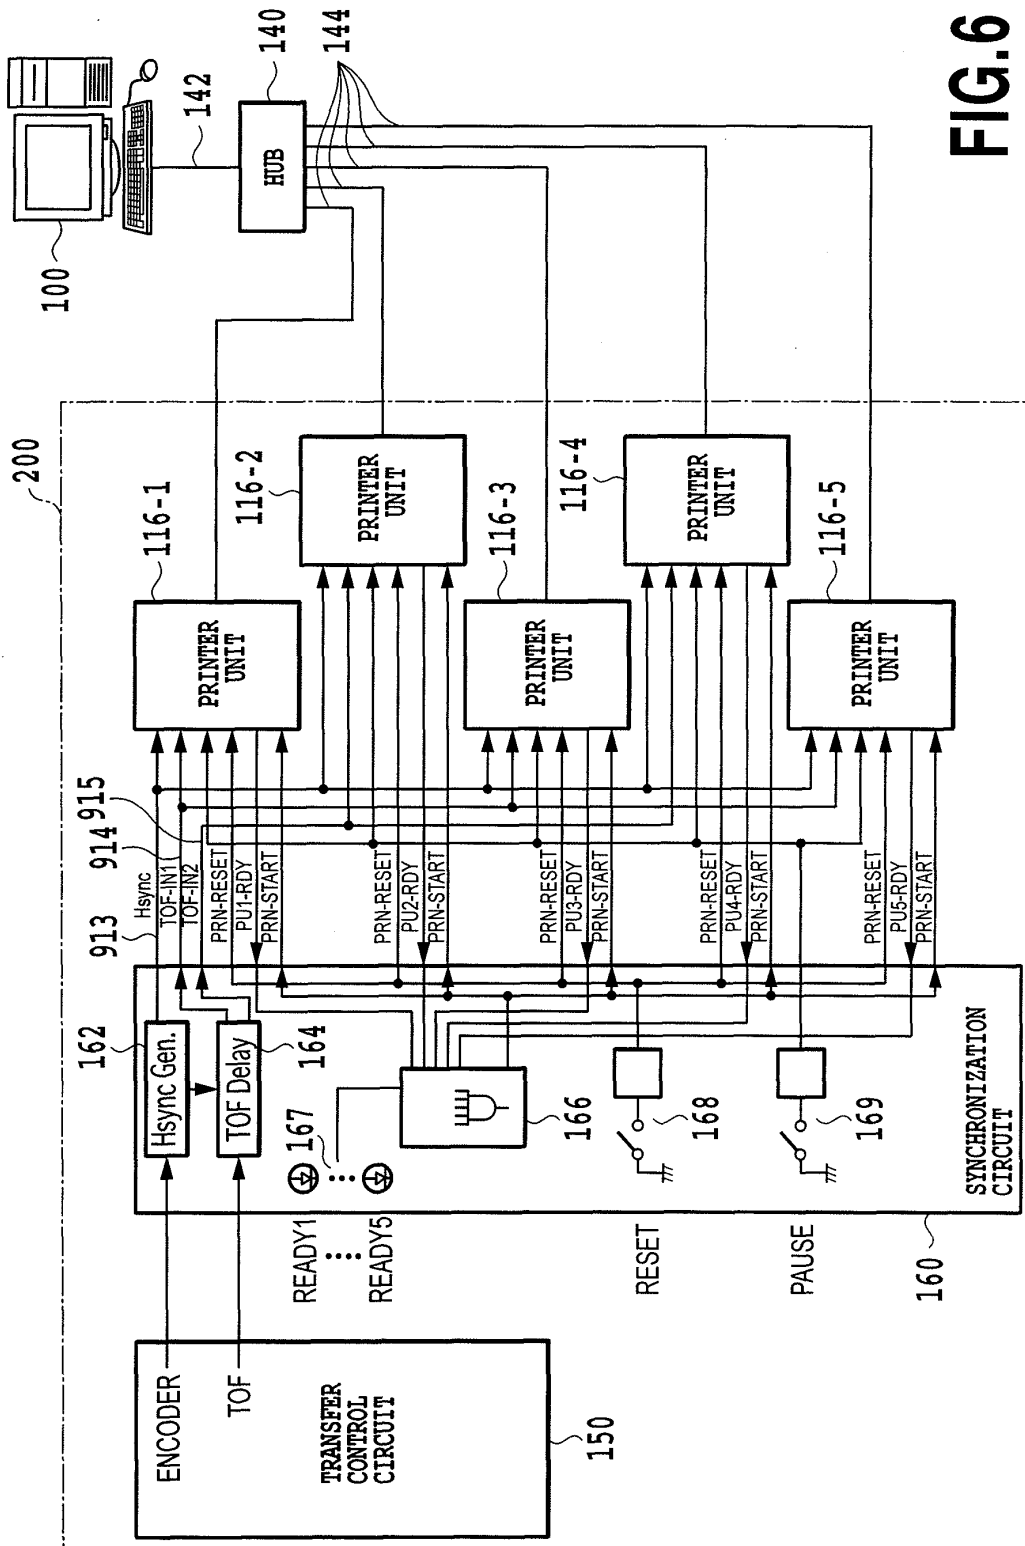 FIG.6
100
142
HUB
140
144
200
PRINTER
UNIT
116-1
PRINTER
UNIT
116-2
PRINTER
UNIT
116-3
PRINTER
UNIT
116-4
PRINTER
UNIT
116-5
913
Hsync
914
TOF-IN1
915
TOF-IN2
PRN-RESET
PU1-RDY
PRN-START
PRN-RESET
PU2-RDY
PRN-START
PRN-RESET
PU3-RDY
PRN-START
PRN-RESET
PU4-RDY
PRN-START
PRN-RESET
PU5-RDY
PRN-START
162
Hsync Gen.
TOF Delay
164
167
166
168
169
SYNCHRONIZATION
CIRCUIT
160
READY1
READY5
RESET
PAUSE
ENCODER
TOF
TRANSFER
CONTROL
CIRCUIT
150